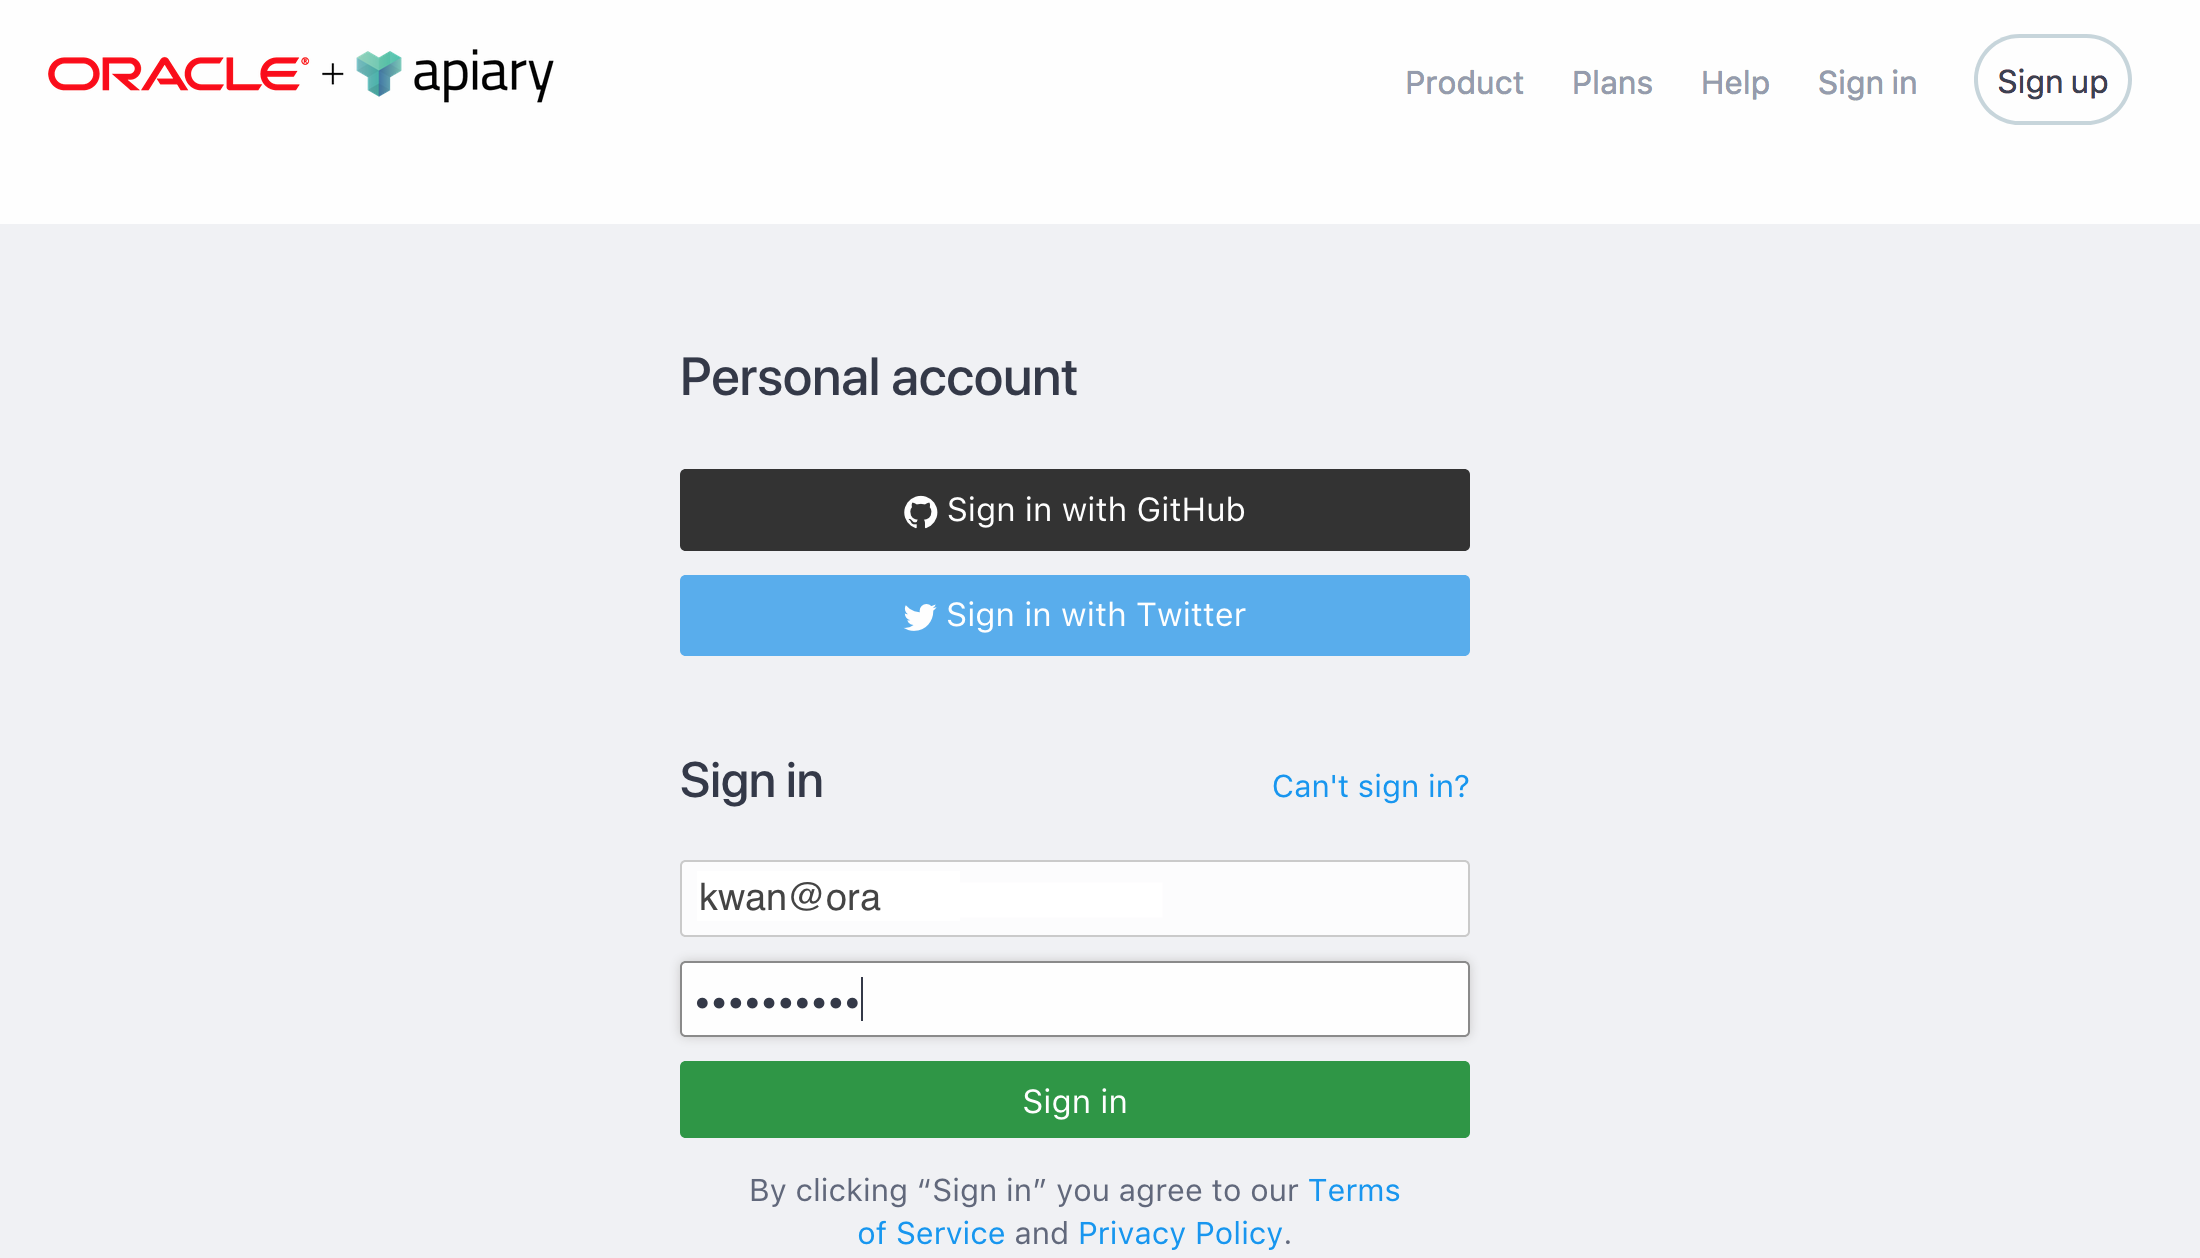 ORACLE® + apiary
Product Plans Help Sign in Sign up
Personal account
Sign in with GitHub
Sign in with Twitter
Sign in
Can't sign in?
kwan@ora
••••••••••
Sign in
By clicking “Sign in” you agree to our Terms
of Service and Privacy Policy.